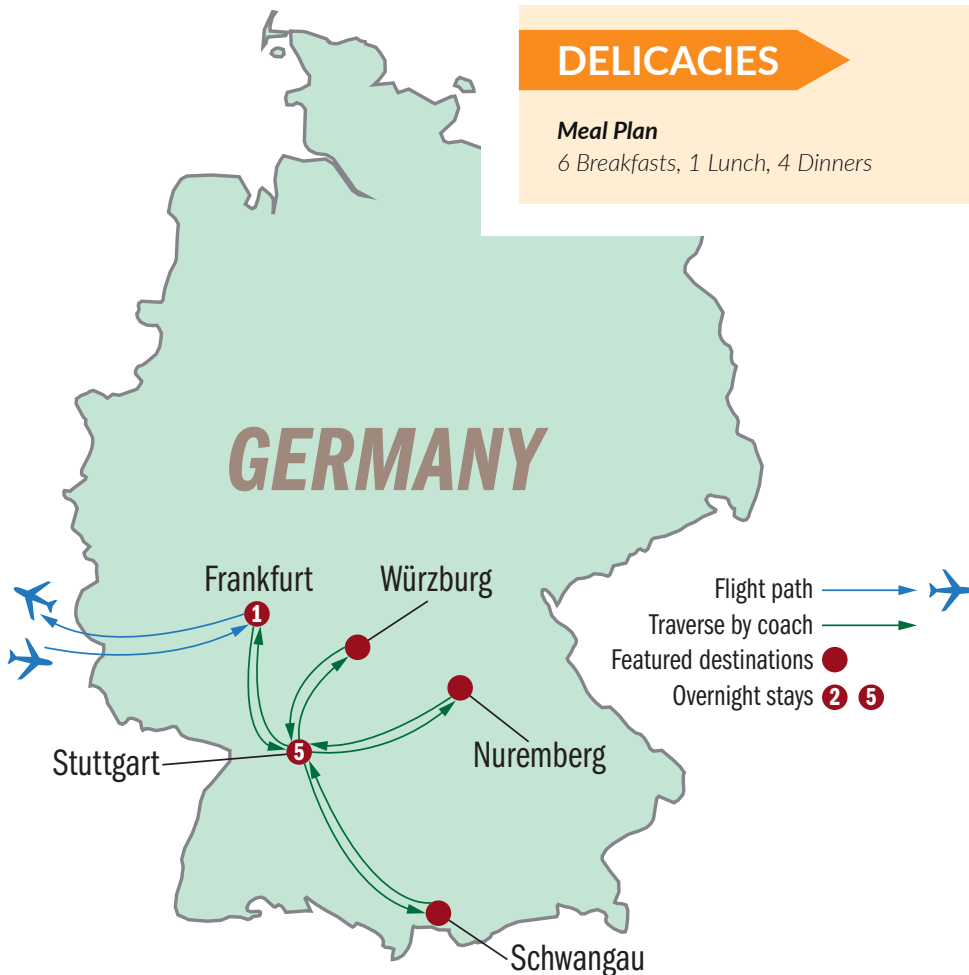 DELICACIES
Meal Plan
6 Breakfasts, 1 Lunch, 4 Dinners
GERMANY
Frankfurt
Würzburg
1
Flight path
Traverse by coach
Featured destinations
Overnight stays 2 5
Stuttgart
5
Nuremberg
Schwangau